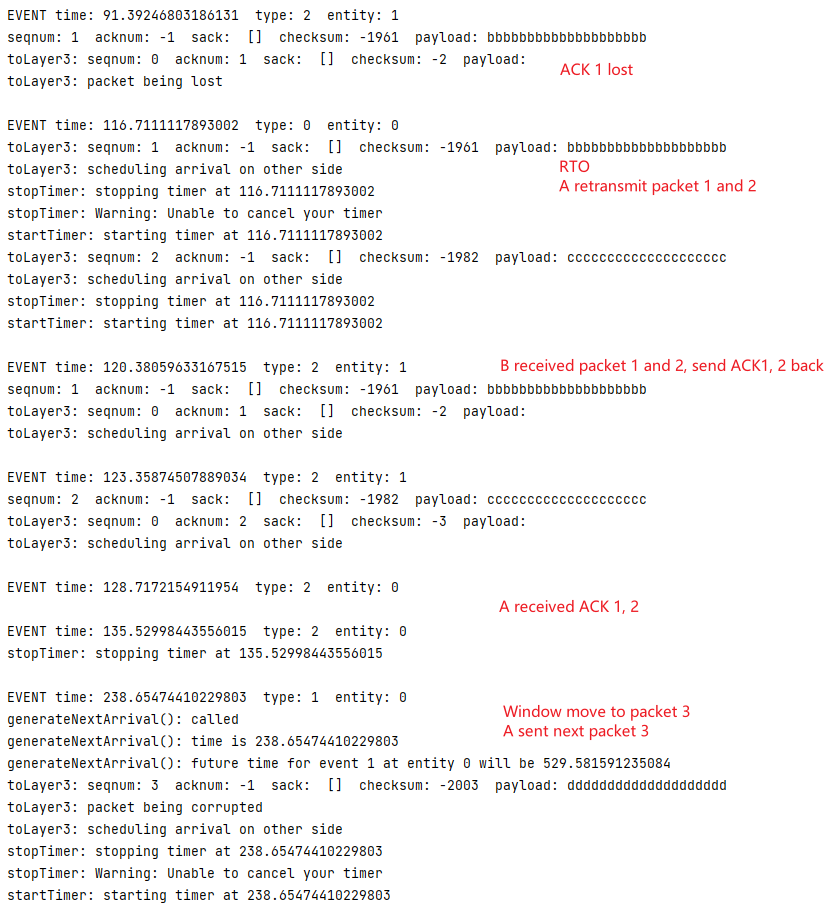 EVENT time: 91.39246803186131  type: 2  entity: 1
seqnum: 1  acknum: -1  sack:  []  checksum: -1961  payload: bbbbbbbbbbbbbbbbbbbb
toLayer3: seqnum: 0  acknum: 1  sack:  []  checksum: -2  payload:
ACK 1 lost
toLayer3: packet being lost
EVENT time: 116.7111117893002  type: 0  entity: 0
toLayer3: seqnum: 1  acknum: -1  sack:  []  checksum: -1961  payload: bbbbbbbbbbbbbbbbbbbb
toLayer3: scheduling arrival on other side
RTO
stopTimer: stopping timer at 116.7111117893002
A retransmit packet 1 and 2
stopTimer: Warning: Unable to cancel your timer
startTimer: starting timer at 116.7111117893002
toLayer3: seqnum: 2  acknum: -1  sack:  []  checksum: -1982  payload: cccccccccccccccccccc
toLayer3: scheduling arrival on other side
stopTimer: stopping timer at 116.7111117893002
startTimer: starting timer at 116.7111117893002
EVENT time: 120.38059633167515  type: 2  entity: 1
B received packet 1 and 2, send ACK1, 2 back
seqnum: 1  acknum: -1  sack:  []  checksum: -1961  payload: bbbbbbbbbbbbbbbbbbbb
toLayer3: seqnum: 0  acknum: 1  sack:  []  checksum: -2  payload:
toLayer3: scheduling arrival on other side
EVENT time: 123.35874507889034  type: 2  entity: 1
seqnum: 2  acknum: -1  sack:  []  checksum: -1982  payload: cccccccccccccccccccc
toLayer3: seqnum: 0  acknum: 2  sack:  []  checksum: -3  payload:
toLayer3: scheduling arrival on other side
EVENT time: 128.7172154911954  type: 2  entity: 0
A received ACK 1, 2
EVENT time: 135.52998443556015  type: 2  entity: 0
stopTimer: stopping timer at 135.52998443556015
EVENT time: 238.65474410229803  type: 1  entity: 0
Window move to packet 3
generateNextArrival(): called
A sent next packet 3
generateNextArrival(): time is 238.65474410229803
generateNextArrival(): future time for event 1 at entity 0 will be 529.581591235084
toLayer3: seqnum: 3  acknum: -1  sack:  []  checksum: -2003  payload: dddddddddddddddddddd
toLayer3: packet being corrupted
toLayer3: scheduling arrival on other side
stopTimer: stopping timer at 238.65474410229803
stopTimer: Warning: Unable to cancel your timer
startTimer: starting timer at 238.65474410229803